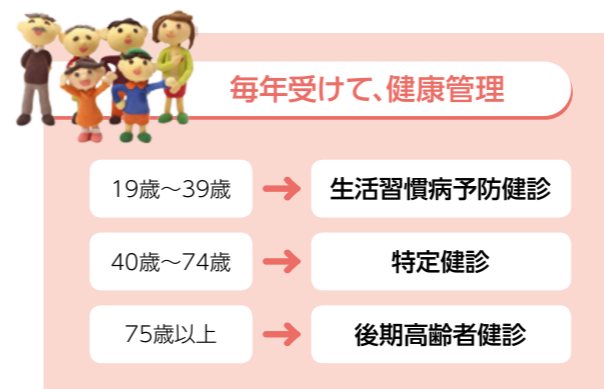 毎年受けて、健康管理
19歳～39歳 ➔ 生活習慣病予防健診
40歳～74歳 ➔ 特定健診
75歳以上 ➔ 後期高齢者健診